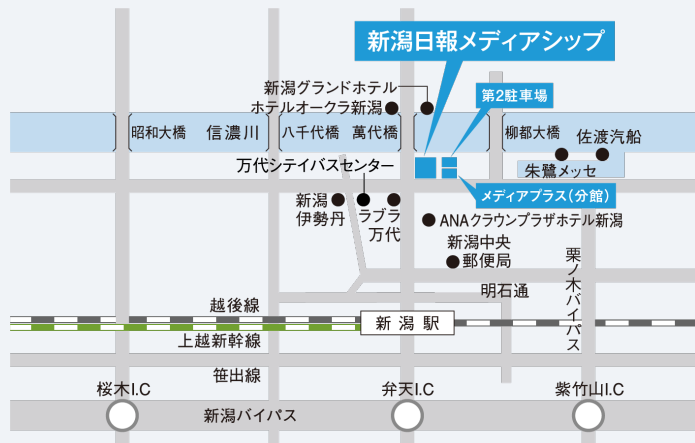 新潟日報メディアシップ
新潟グランドホテル
ホテルオークラ新潟
第2駐車場
昭和大橋
信濃川
八千代橋
萬代橋
柳都大橋
佐渡汽船
朱鷺メッセ
万代シテイバスセンター
メディアプラス(分館)
新潟
伊勢丹
ラブラ
万代
ANAクラウンプラザホテル新潟
新潟中央
郵便局
栗ノ木バイパス
明石通
越後線
新潟駅
上越新幹線
笹出線
桜木I.C
弁天I.C
紫竹山I.C
新潟バイパス